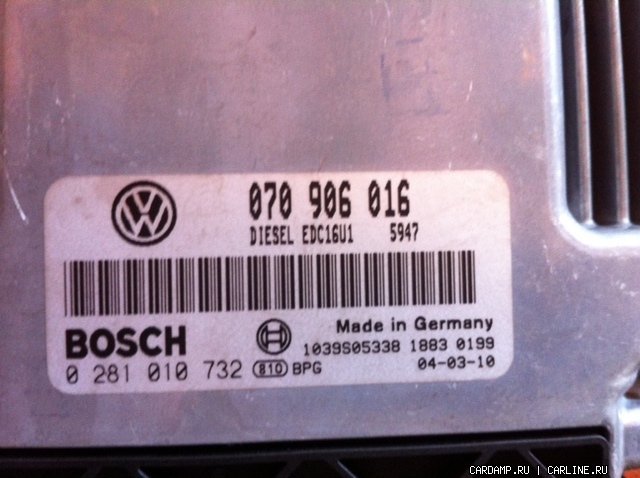 070 906 016
DIESEL EDC16U1 5947
BOSCH
Made in Germany
1039S05338 1883 0199
0 281 010 732 810 BPG 04-03-10
CARDAMP.RU | CARLINE.RU